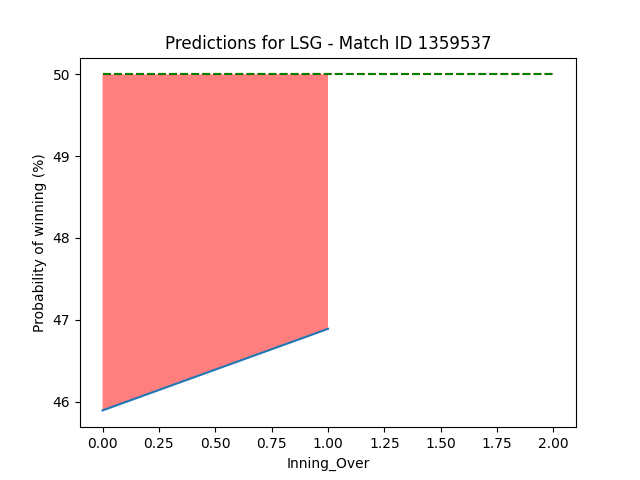 Predictions for LSG - Match ID 1359537
Probability of winning (%)
50
49
48
47
46
0.00 0.25 0.50 0.75 1.00 1.25 1.50 1.75 2.00
Inning_Over